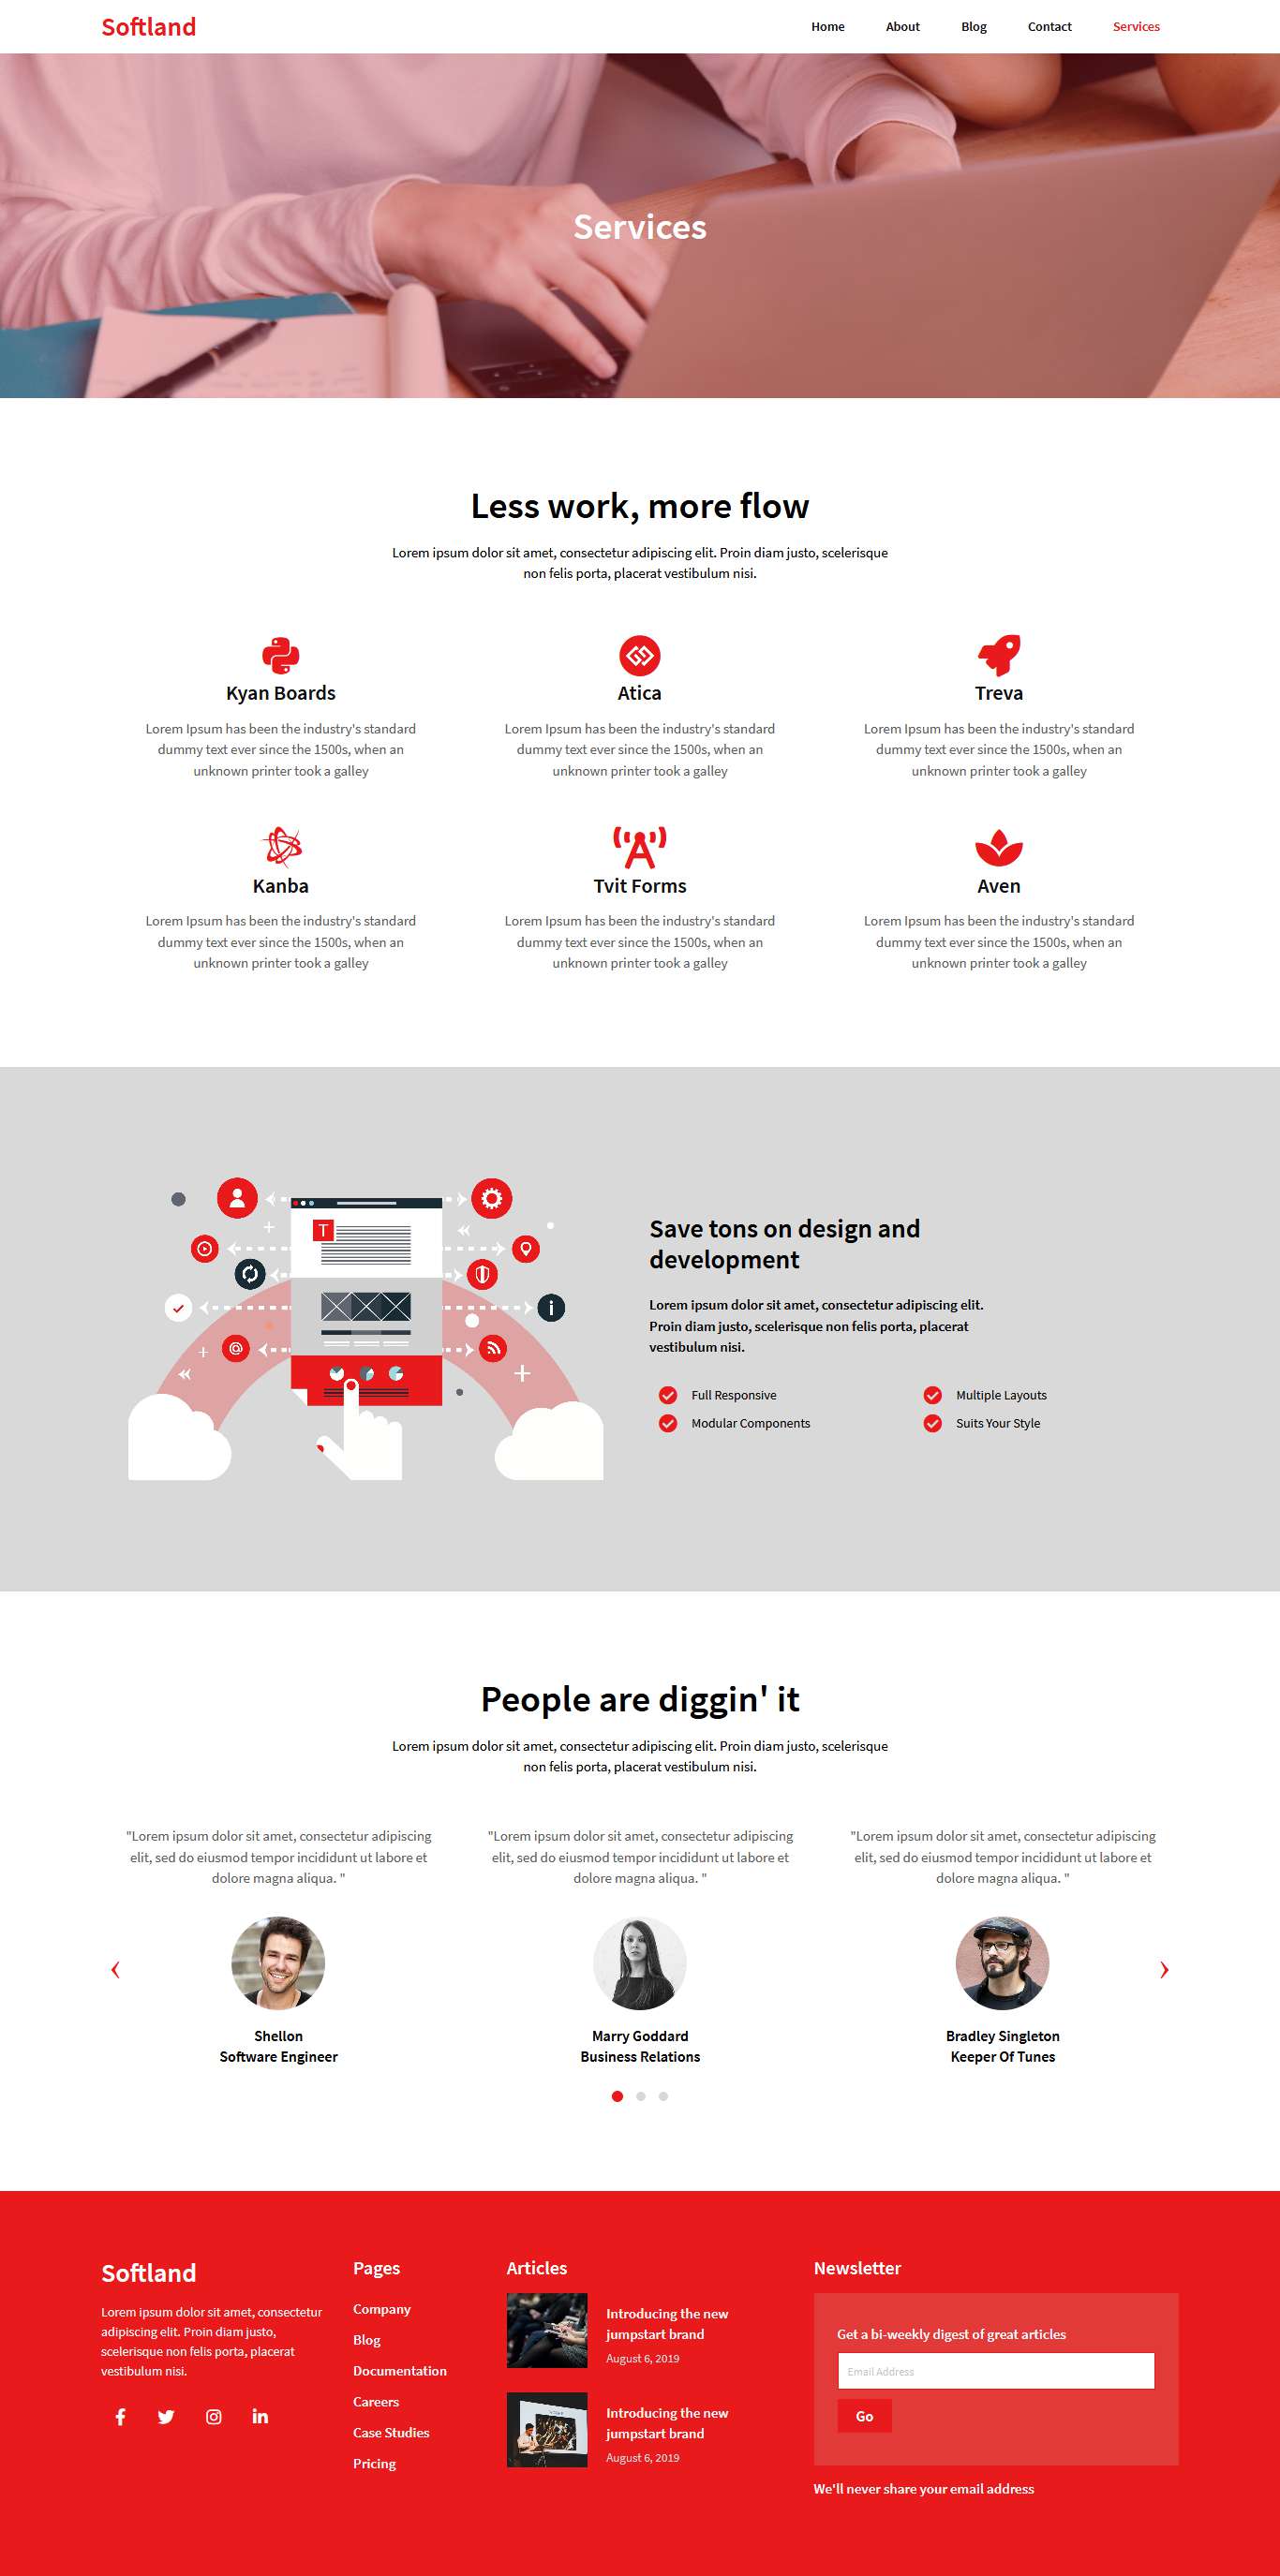 Softland
Home About Blog Contact Services
Services
Less work, more flow
Lorem ipsum dolor sit amet, consectetur adipiscing elit. Proin diam justo, scelerisque
non felis porta, placerat vestibulum nisi.
Kyan Boards
Lorem Ipsum has been the industry's standard
dummy text ever since the 1500s, when an
unknown printer took a galley
Atica
Lorem Ipsum has been the industry's standard
dummy text ever since the 1500s, when an
unknown printer took a galley
Treva
Lorem Ipsum has been the industry's standard
dummy text ever since the 1500s, when an
unknown printer took a galley
Kanba
Lorem Ipsum has been the industry's standard
dummy text ever since the 1500s, when an
unknown printer took a galley
Tvit Forms
Lorem Ipsum has been the industry's standard
dummy text ever since the 1500s, when an
unknown printer took a galley
Aven
Lorem Ipsum has been the industry's standard
dummy text ever since the 1500s, when an
unknown printer took a galley
T
Save tons on design and
development
Lorem ipsum dolor sit amet, consectetur adipiscing elit.
Proin diam justo, scelerisque non felis porta, placerat
vestibulum nisi.
Full Responsive
Multiple Layouts
Modular Components
Suits Your Style
People are diggin' it
Lorem ipsum dolor sit amet, consectetur adipiscing elit. Proin diam justo, scelerisque
non felis porta, placerat vestibulum nisi.
"Lorem ipsum dolor sit amet, consectetur adipiscing
elit, sed do eiusmod tempor incididunt ut labore et
dolore magna aliqua. "
Shellon
Software Engineer
"Lorem ipsum dolor sit amet, consectetur adipiscing
elit, sed do eiusmod tempor incididunt ut labore et
dolore magna aliqua. "
Marry Goddard
Business Relations
"Lorem ipsum dolor sit amet, consectetur adipiscing
elit, sed do eiusmod tempor incididunt ut labore et
dolore magna aliqua. "
Bradley Singleton
Keeper Of Tunes
Softland
Lorem ipsum dolor sit amet, consectetur
adipiscing elit. Proin diam justo,
scelerisque non felis porta, placerat
vestibulum nisi.
Pages
Company
Blog
Documentation
Careers
Case Studies
Pricing
Articles
Introducing the new
jumpstart brand
August 6, 2019
Introducing the new
jumpstart brand
August 6, 2019
Newsletter
Get a bi-weekly digest of great articles
Email Address
Go
We'll never share your email address